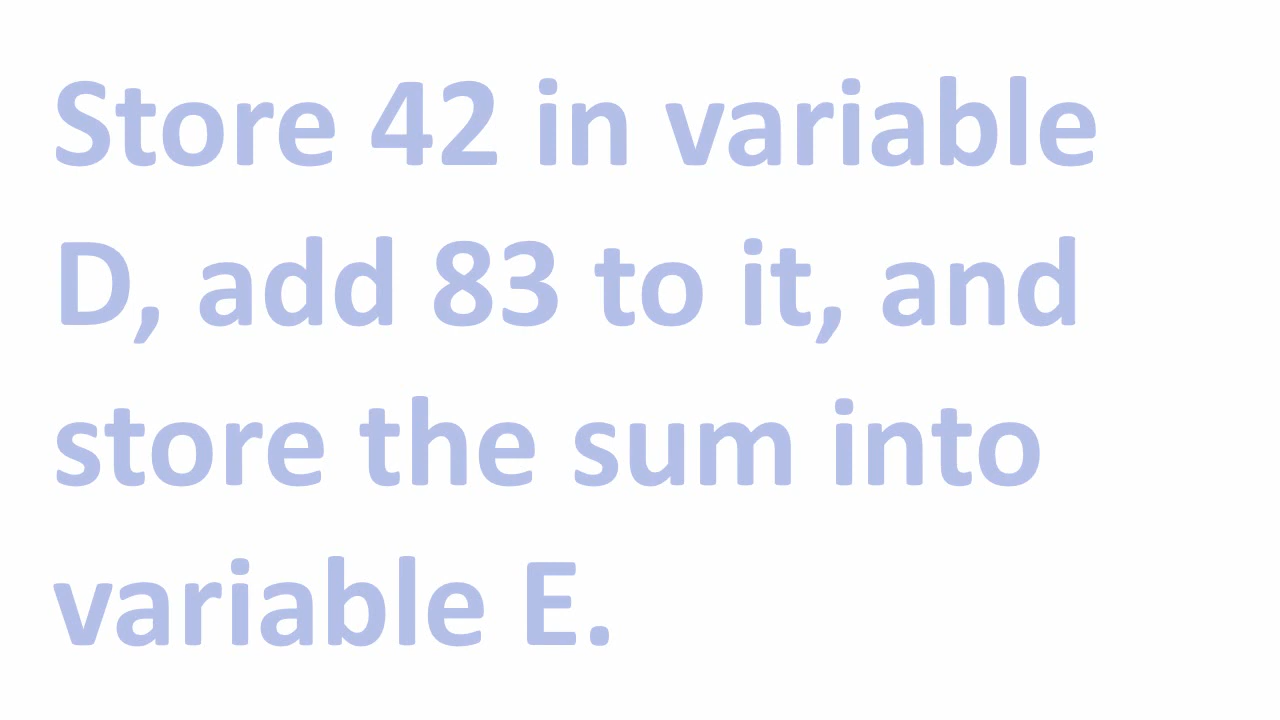 Store 42 in variable
D, add 83 to it, and
store the sum into
variable E.